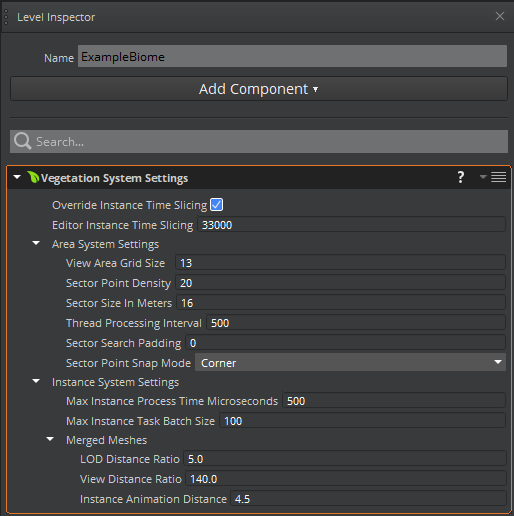 Level Inspector
Name ExampleBiome
Add Component
Search...
Vegetation System Settings ?
Override Instance Time Slicing
Editor Instance Time Slicing 33000
Area System Settings
View Area Grid Size 13
Sector Point Density 20
Sector Size In Meters 16
Thread Processing Interval 500
Sector Search Padding 0
Sector Point Snap Mode Corner
Instance System Settings
Max Instance Process Time Microseconds 500
Max Instance Task Batch Size 100
Merged Meshes
LOD Distance Ratio 5.0
View Distance Ratio 140.0
Instance Animation Distance 4.5